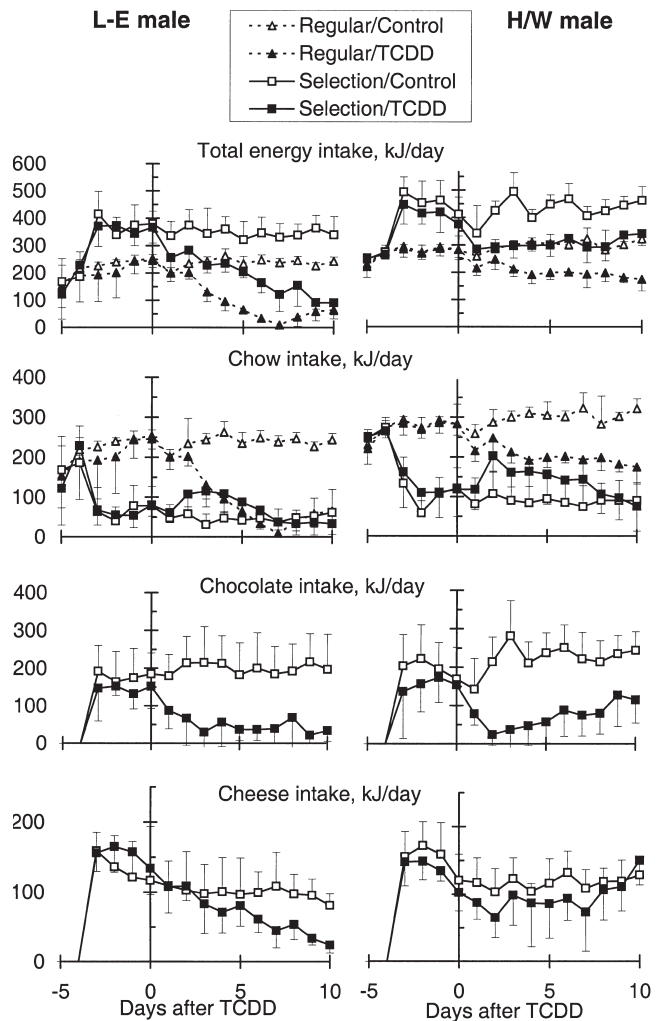 L-E male
H/W male
Regular/Control
Regular/TCDD
Selection/Control
Selection/TCDD
Total energy intake, kJ/day
600
500
400
300
200
100
0
Chow intake, kJ/day
400
300
200
100
0
Chocolate intake, kJ/day
400
300
200
100
0
Cheese intake, kJ/day
200
100
0
-5 0 5 10 -5 0 5 10
Days after TCDD Days after TCDD